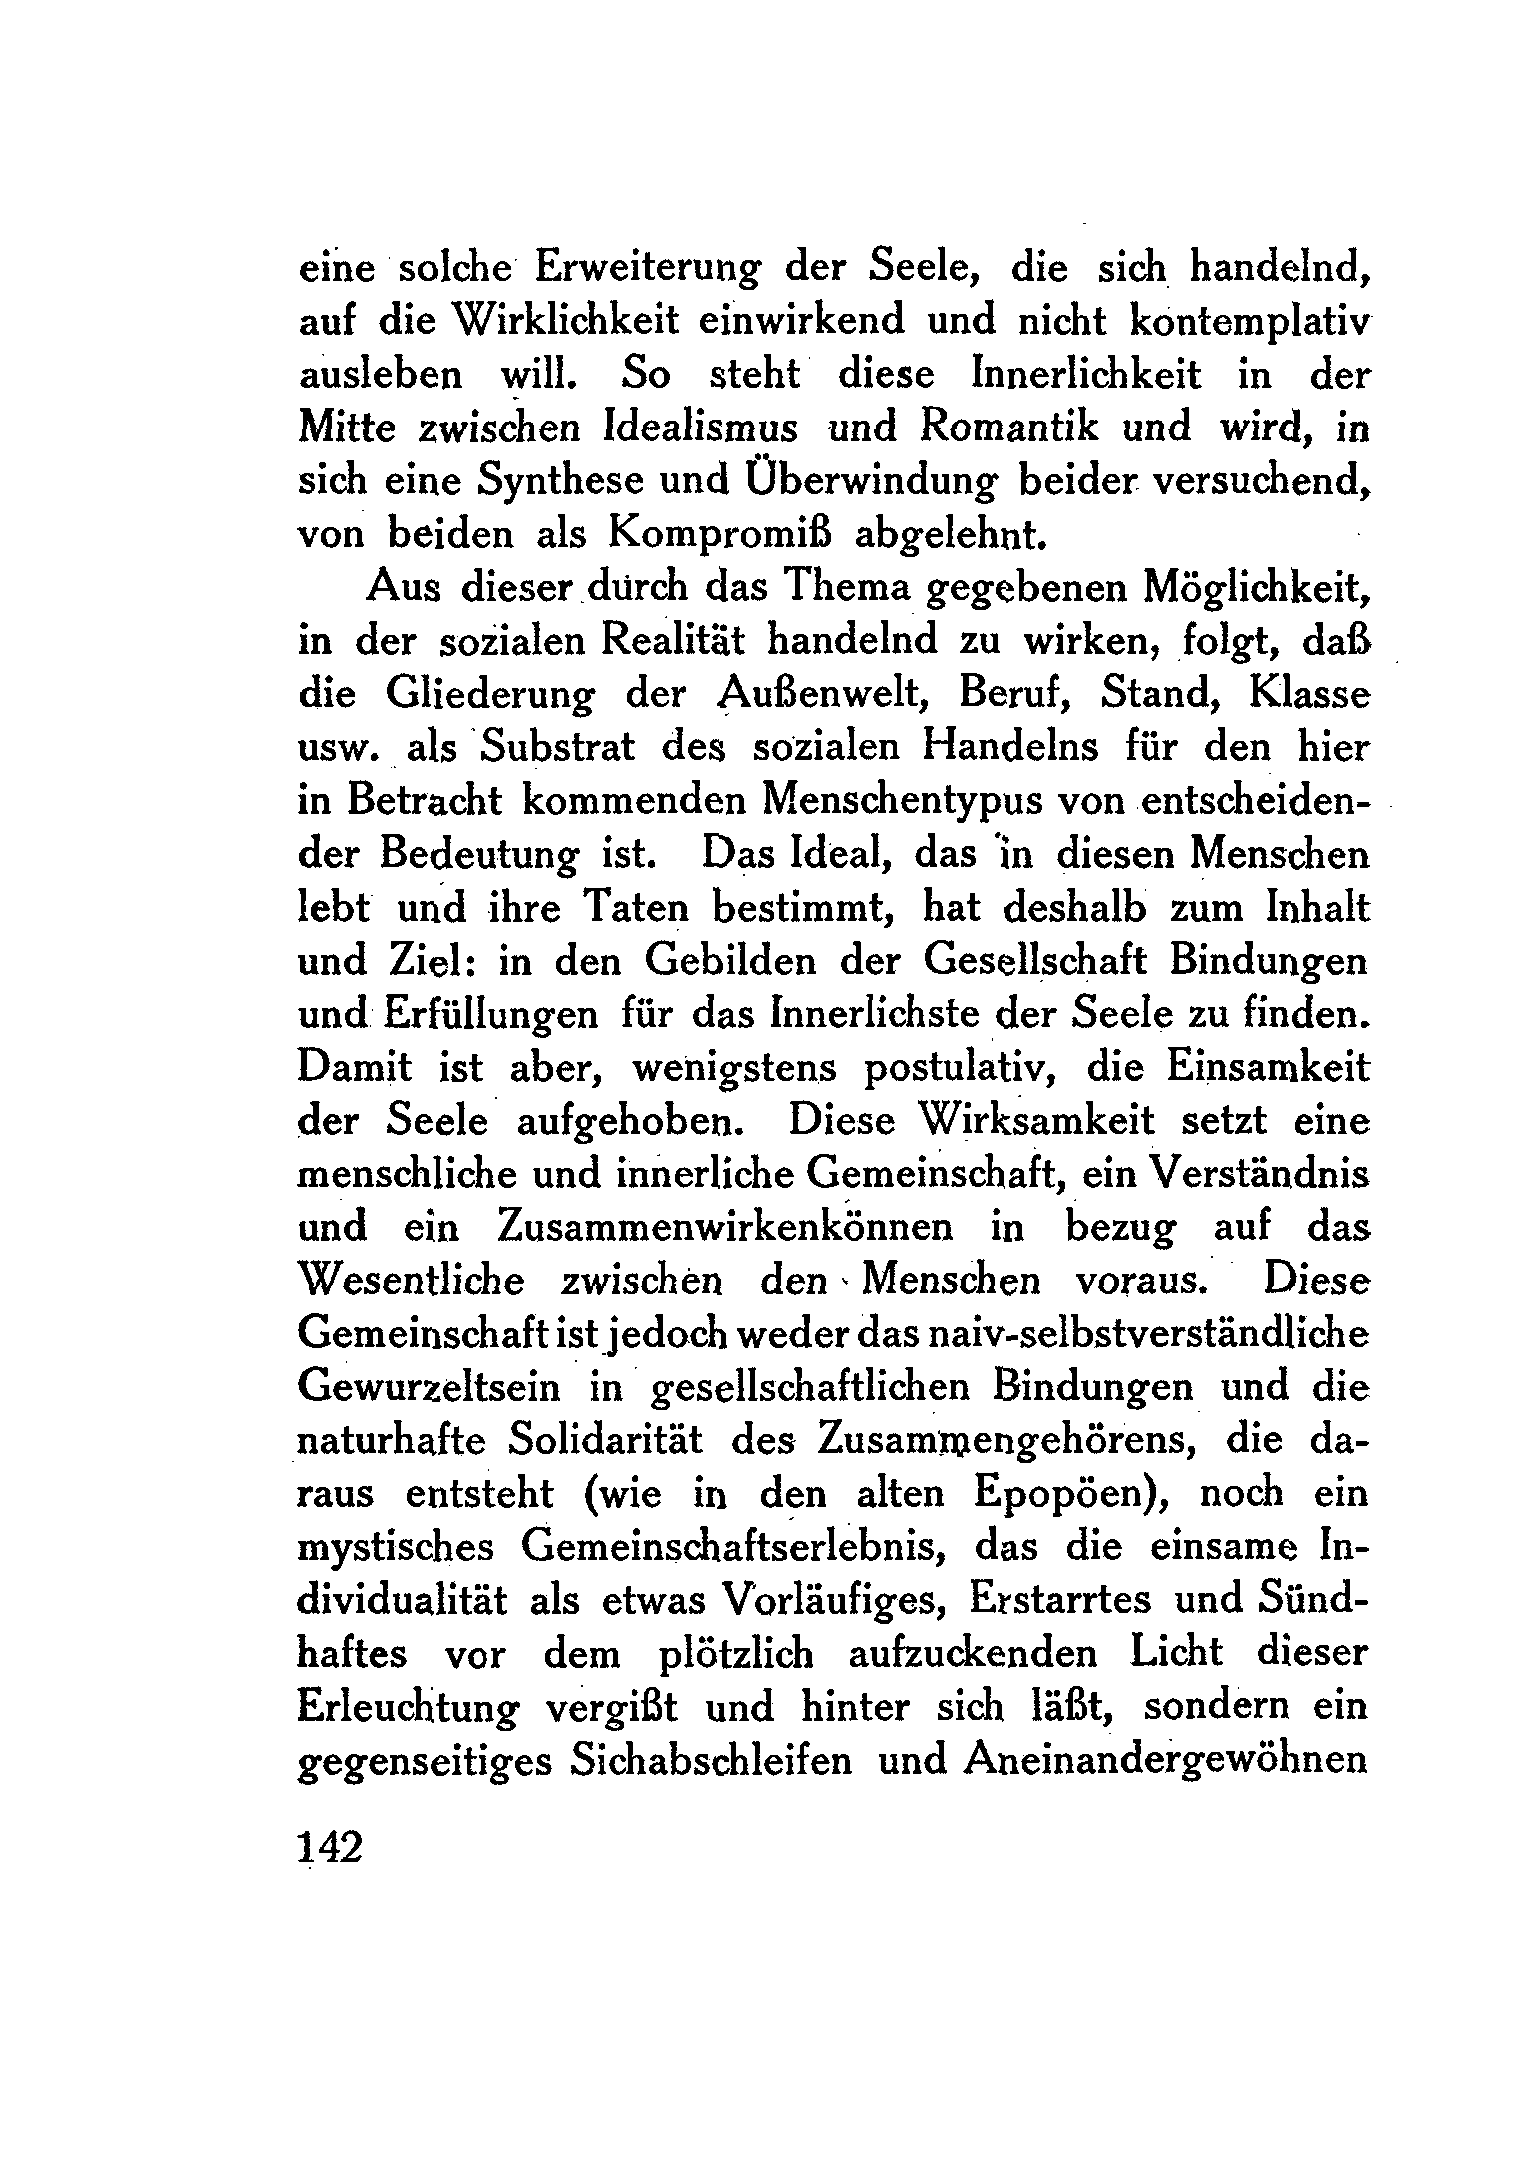 eine solche Erweiterung der Seele, die sich handelnd,
auf die Wirklichkeit einwirkend und nicht kontemplativ
ausleben will. So steht diese Innerlichkeit in der
Mitte zwischen Idealismus und Romantik und wird, in
sich eine Synthese und Überwindung beider versuchend,
von beiden als Kompromiß abgelehnt.
Aus dieser durch das Thema gegebenen Möglichkeit,
in der sozialen Realität handelnd zu wirken, folgt, daß
die Gliederung der Außenwelt, Beruf, Stand, Klasse
usw. als Substrat des sozialen Handelns für den hier
in Betracht kommenden Menschentypus von entscheiden-
der Bedeutung ist. Das Ideal, das in diesen Menschen
lebt und ihre Taten bestimmt, hat deshalb zum Inhalt
und Ziel: in den Gebilden der Gesellschaft Bindungen
und Erfüllungen für das Innerlichste der Seele zu finden.
Damit ist aber, wenigstens postulativ, die Einsamkeit
der Seele aufgehoben. Diese Wirksamkeit setzt eine
menschliche und innerliche Gemeinschaft, ein Verständnis
und ein Zusammenwirkenkönnen in bezug auf das
Wesentliche zwischen den Menschen voraus. Diese
Gemeinschaft ist jedoch weder das naiv-selbstverständliche
Gewurzeltsein in gesellschaftlichen Bindungen und die
naturhafte Solidarität des Zusammengehörens, die da-
raus entsteht (wie in den alten Epopöen), noch ein
mystisches Gemeinschaftserlebnis, das die einsame In-
dividualität als etwas Vorläufiges, Erstarrtes und Sünd-
haftes vor dem plötzlich aufzuckenden Licht dieser
Erleuchtung vergißt und hinter sich läßt, sondern ein
gegenseitiges Sichabschleifen und Aneinandergewöhnen
142